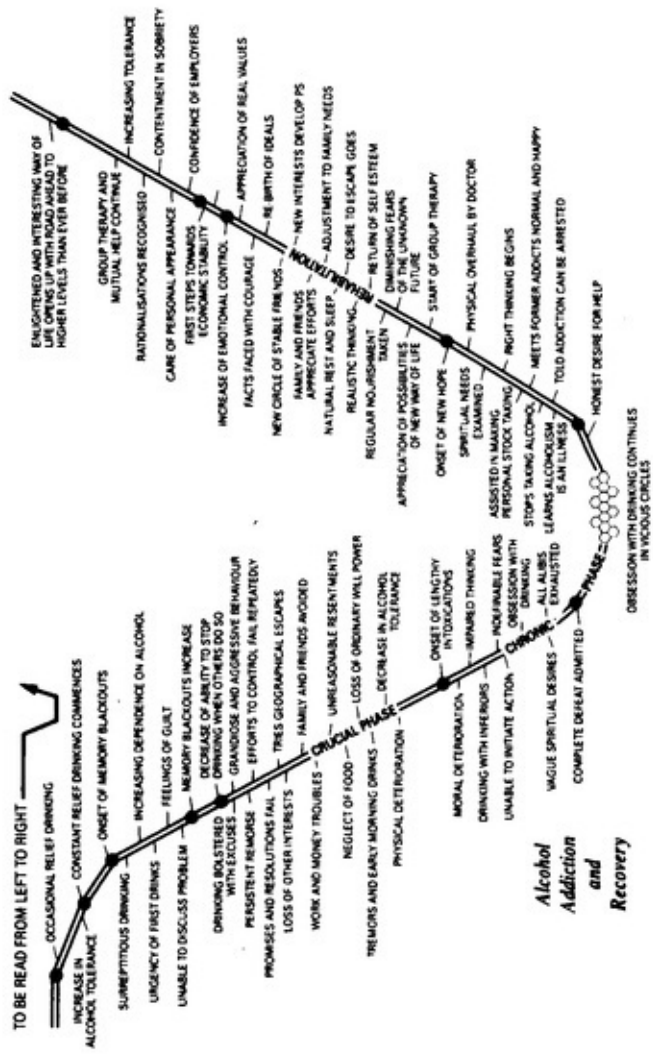 TO BE READ FROM LEFT TO RIGHT
OCCASIONAL RELIEF DRINKING
INCREASE IN
ALCOHOL TOLERANCE
CONSTANT RELIEF DRINKING COMMENCES
ONSET OF MEMORY BLACKOUTS
SURREPTITIOUS DRINKING
INCREASING DEPENDENCE ON ALCOHOL
URGENCY OF FIRST DRINKS
FEELINGS OF GUILT
UNABLE TO DISCUSS PROBLEM
MEMORY BLACKOUTS INCREASE
DECREASE OF ABILITY TO STOP
DRINKING WHEN OTHERS DO SO
DRINKING BOLSTERED
WITH EXCUSES
GRANDIOSE AND AGGRESSIVE BEHAVIOUR
PERSISTENT REMORSE
EFFORTS TO CONTROL FAIL REPEATEDLY
PROMISES AND RESOLUTIONS FAIL
TRIES GEOGRAPHICAL ESCAPES
LOSS OF OTHER INTERESTS
FAMILY AND FRIENDS AVOIDED
WORK AND MONEY TROUBLES
CRUCIAL PHASE
UNREASONABLE RESENTMENTS
NEGLECT OF FOOD
LOSS OF ORDINARY WILL POWER
TREMORS AND EARLY MORNING DRINKS
DECREASE IN ALCOHOL
TOLERANCE
PHYSICAL DETERIORATION
ONSET OF LENGTHY
INTOXICATIONS
MORAL DETERIORATION
IMPAIRED THINKING
DRINKING WITH INFERIORS
INDEFINABLE FEARS
UNABLE TO INITIATE ACTION
OBSESSION WITH
DRINKING
CHRONIC PHASE
VAGUE SPIRITUAL DESIRES
ALL ALIBIS
EXHAUSTED
COMPLETE DEFEAT ADMITTED
OBSESSION WITH DRINKING CONTINUES
IN VICIOUS CIRCLES
Alcohol
Addiction
and
Recovery
ENLIGHTENED AND INTERESTING WAY OF
LIFE OPENS UP WITH ROAD AHEAD TO
HIGHER LEVELS THAN EVER BEFORE
GROUP THERAPY AND
MUTUAL HELP CONTINUE
INCREASING TOLERANCE
RATIONALISATIONS RECOGNISED
CONTENTMENT IN SOBRIETY
CARE OF PERSONAL APPEARANCE
CONFIDENCE OF EMPLOYERS
FIRST STEPS TOWARDS
ECONOMIC STABILITY
INCREASE OF EMOTIONAL CONTROL
APPRECIATION OF REAL VALUES
FACTS FACED WITH COURAGE
RE-BIRTH OF IDEALS
NEW CIRCLE OF STABLE FRIENDS
NEW INTERESTS DEVELOP PS
FAMILY AND FRIENDS
APPRECIATE EFFORTS
ADJUSTMENT TO FAMILY NEEDS
NATURAL REST AND SLEEP
REHABILITATION
DESIRE TO ESCAPE GOES
REALISTIC THINKING
RETURN OF SELF ESTEEM
REGULAR NOURISHMENT
TAKEN
DIMINISHING FEARS
OF THE UNKNOWN
FUTURE
APPRECIATION OF POSSIBILITIES
OF NEW WAY OF LIFE
START OF GROUP THERAPY
ONSET OF NEW HOPE
PHYSICAL OVERHAUL BY DOCTOR
SPIRITUAL NEEDS
EXAMINED
RIGHT THINKING BEGINS
ASSISTED IN MAKING
PERSONAL STOCK TAKING
MEETS FORMER ADDICTS NORMAL AND HAPPY
STOPS TAKING ALCOHOL
TOLD ADDICTION CAN BE ARRESTED
LEARNS ALCOHOLISM
IS AN ILLNESS
HONEST DESIRE FOR HELP